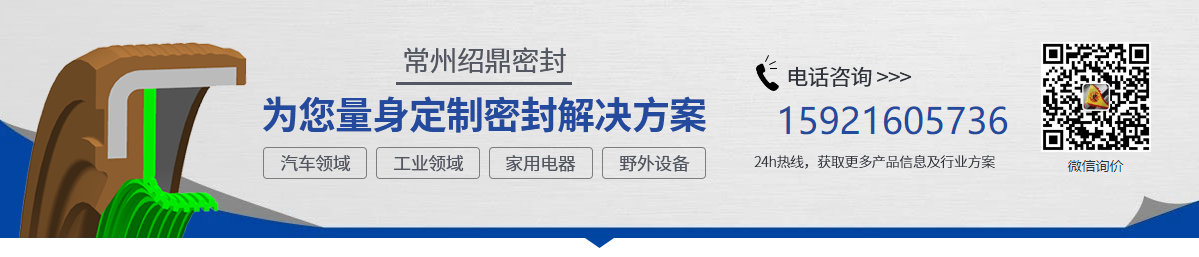 常州绍鼎密封
为您量身定制密封解决方案
汽车领域
工业领域
家用电器
野外设备
电话咨询 >>>
15921605736
24h热线，获取更多产品信息及行业方案
微信询价